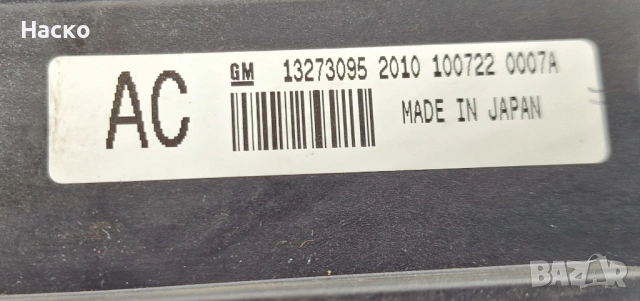 Наско
AC
GM 13273095 2010 100722 0007A
MADE IN JAPAN
BAZAR